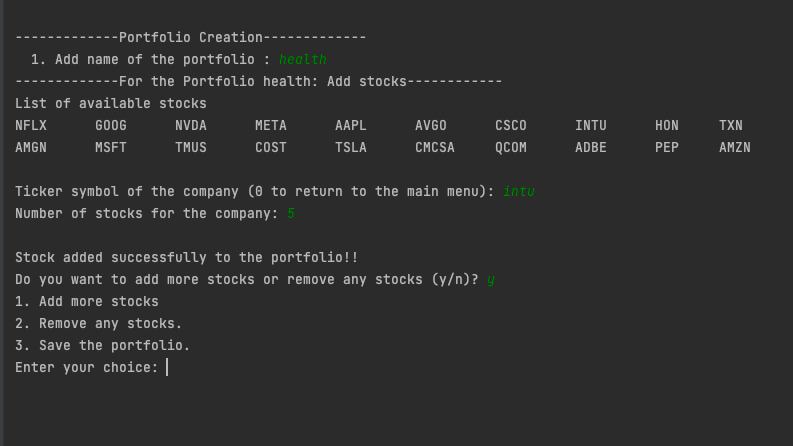 -------------Portfolio Creation-------------
  1. Add name of the portfolio : health
-------------For the Portfolio health: Add stocks------------
List of available stocks
NFLX      GOOG      NVDA      META      AAPL      AVGO      CSCO      INTU      HON     TXN
AMGN      MSFT      TMUS      COST      TSLA      CMCSA     QCOM      ADBE      PEP     AMZN
Ticker symbol of the company (0 to return to the main menu): intu
Number of stocks for the company: 5
Stock added successfully to the portfolio!!
Do you want to add more stocks or remove any stocks (y/n)? y
1. Add more stocks
2. Remove any stocks.
3. Save the portfolio.
Enter your choice: